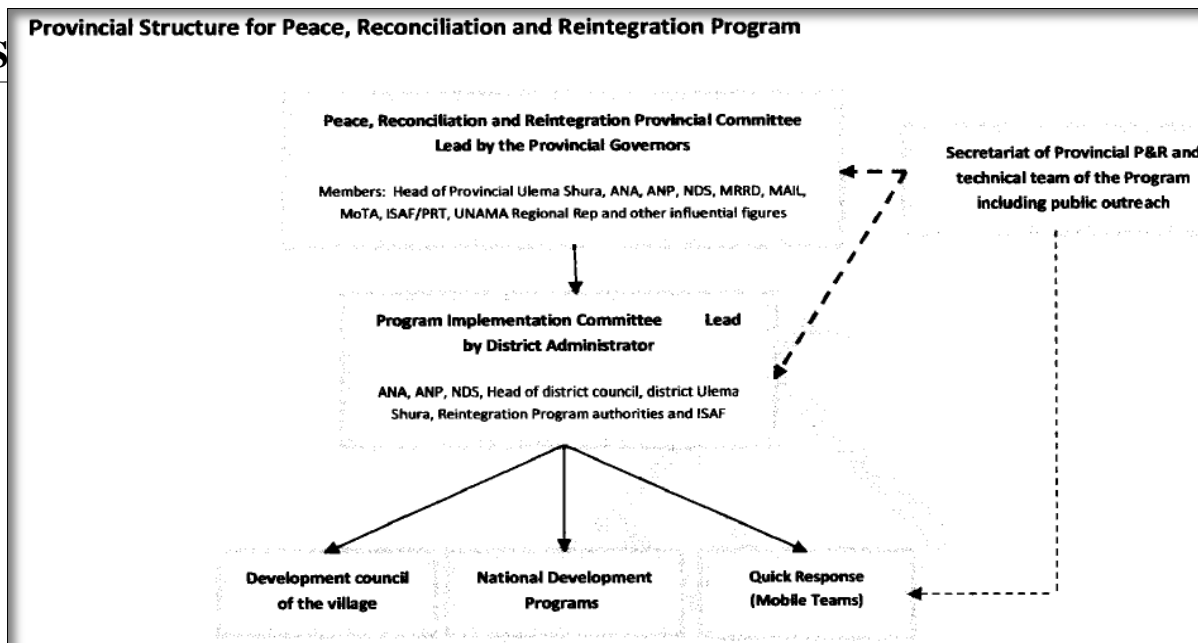 Provincial Structure for Peace, Reconciliation and Reintegration Program
s
Peace, Reconciliation and Reintegration Provincial Committee
Lead by the Provincial Governors
Members: Head of Provincial Ulema Shura, ANA, ANP, NDS, MRRD, MAIL,
MoTA, ISAF/PRT, UNAMA Regional Rep and other influential figures
Secretariat of Provincial P&R and
technical team of the Program
including public outreach
Program Implementation Committee Lead
by District Administrator
ANA, ANP, NDS, Head of district council, district Ulema
Shura, Reintegration Program authorities and ISAF
Development council
of the village
National Development
Programs
Quick Response
(Mobile Teams)